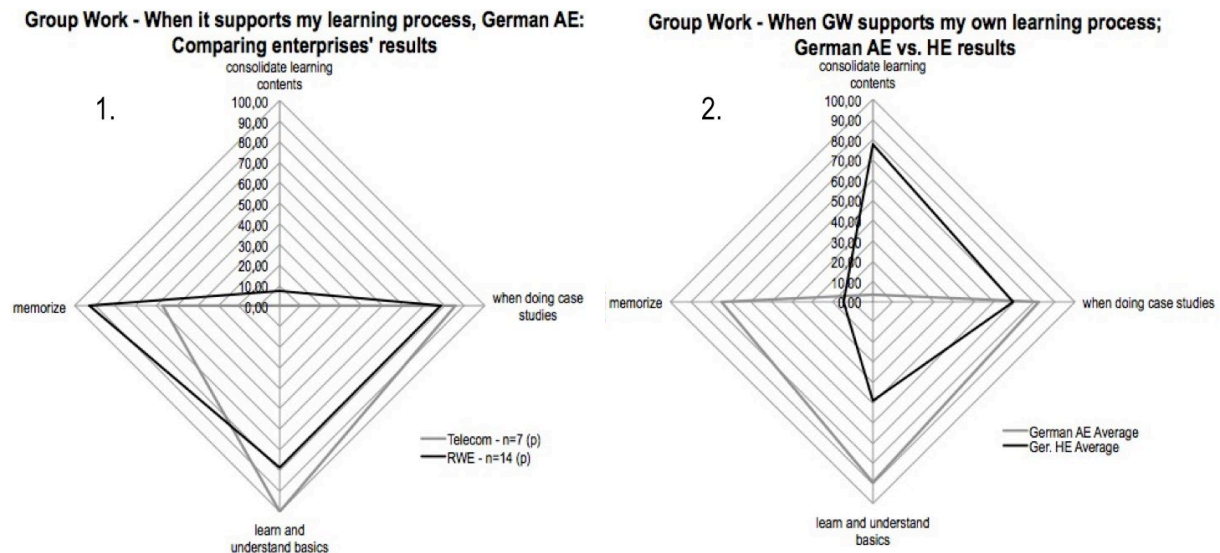 Group Work - When it supports my learning process, German AE:
Comparing enterprises' results
1.
consolidate learning
contents
100,00
90,00
80,00
70,00
60,00
50,00
40,00
30,00
20,00
10,00
0,00
memorize
when doing case
studies
learn and
understand basics
Telecom - n=7 (p)
RWE - n=14 (p)
Group Work - When GW supports my own learning process;
German AE vs. HE results
2.
consolidate learning
contents
100,00
90,00
80,00
70,00
60,00
50,00
40,00
30,00
20,00
10,00
0,00
memorize
when doing case studies
learn and understand
basics
German AE Average
Ger. HE Average